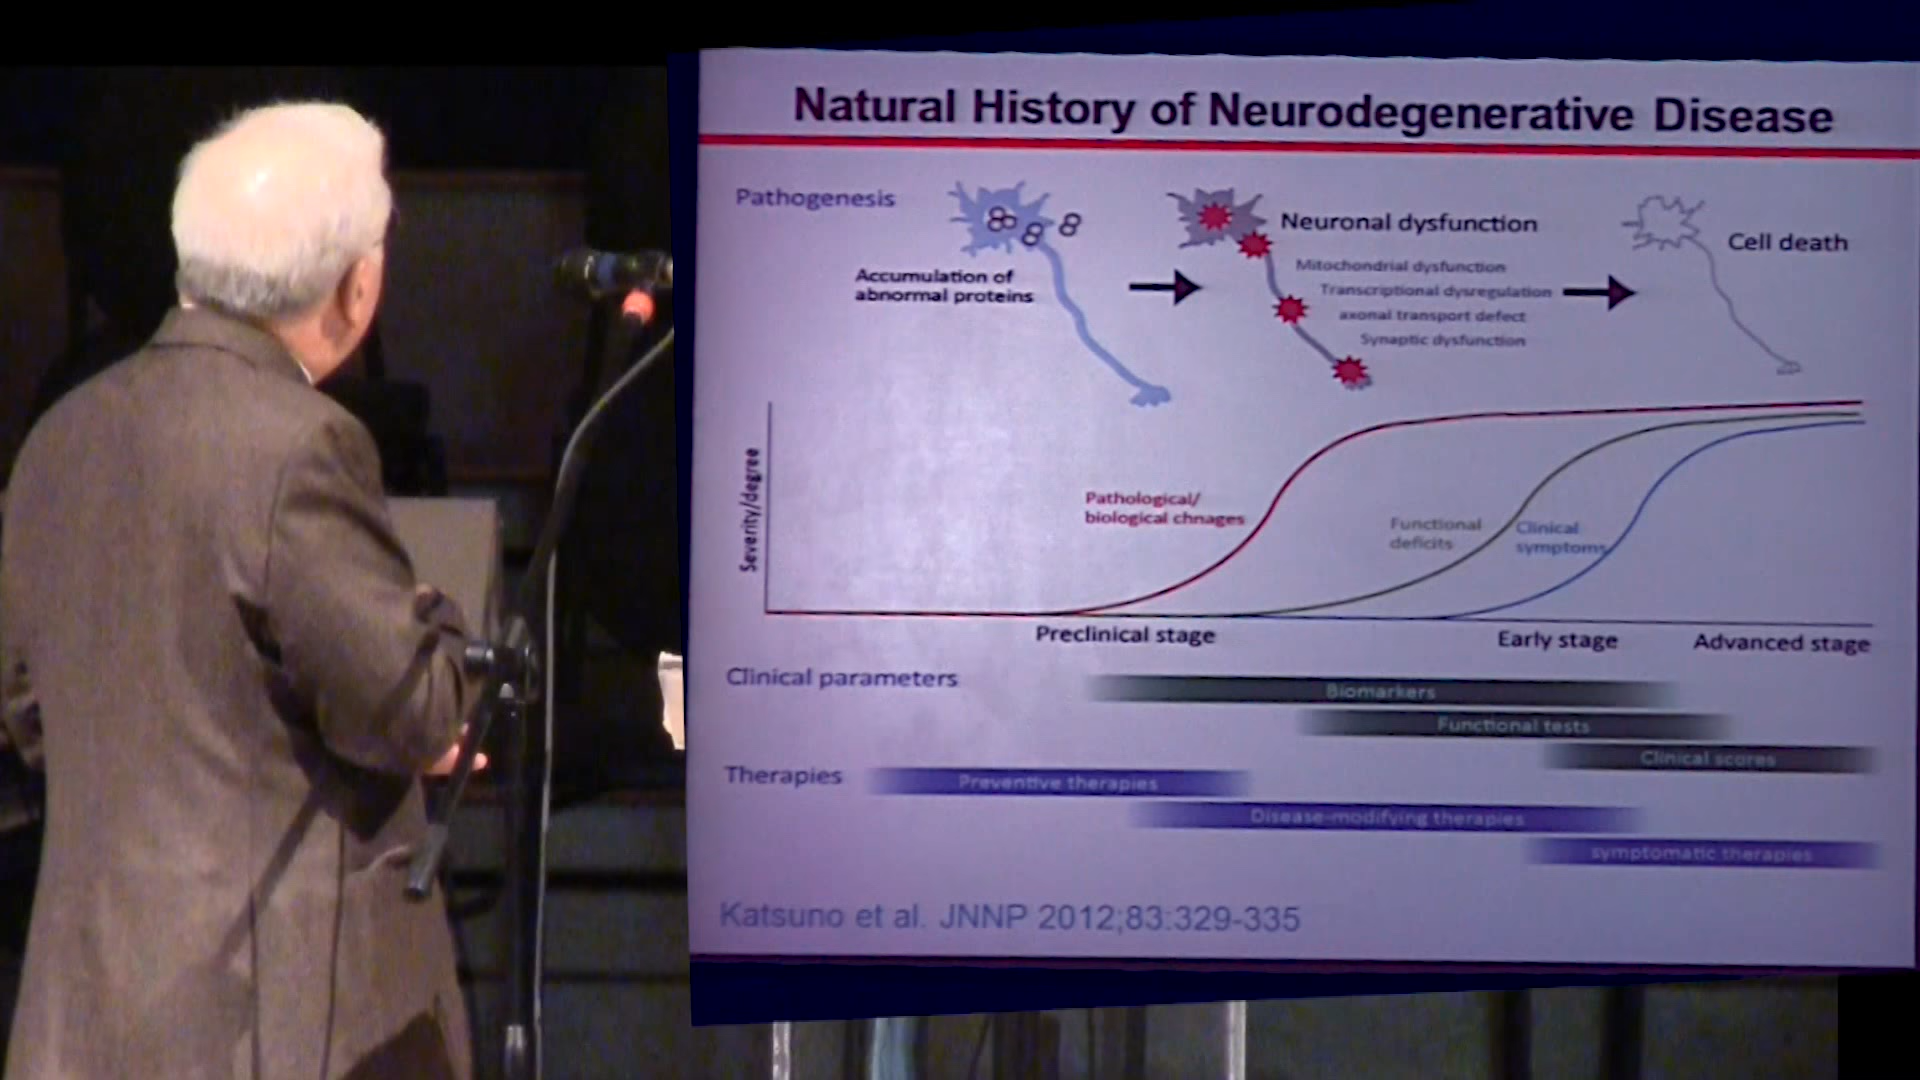 Natural History of Neurodegenerative Disease
Pathogenesis
Accumulation of
abnormal proteins
Neuronal dysfunction
Mitochondrial dysfunction
Transcriptional dysregulation
axonal transport defect
Synaptic dysfunction
Cell death
Severity/degree
Pathological/
biological chnages
Functional
deficits
Clinical
symptoms
Preclinical stage
Early stage
Advanced stage
Clinical parameters
Biomarkers
Functional tests
Clinical scores
Therapies
Preventive therapies
Disease-modifying therapies
symptomatic therapies
Katsuno et al. JNNP 2012;83:329-335